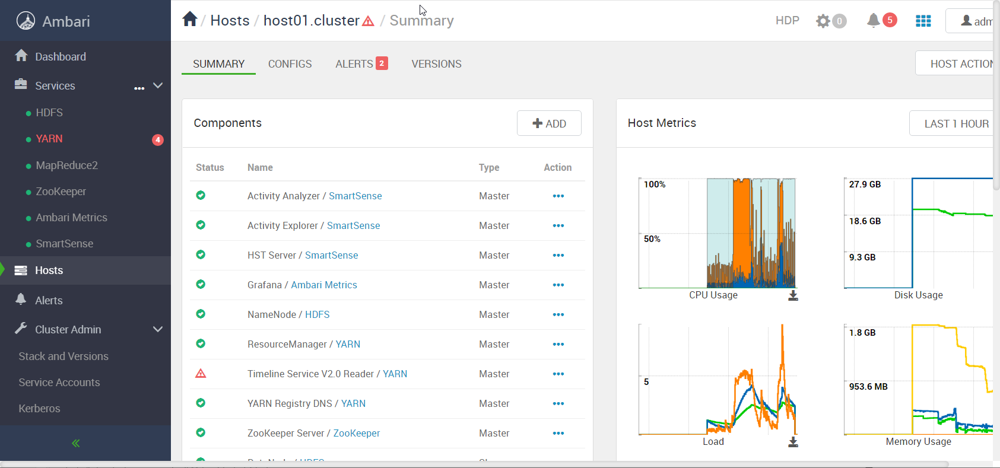 Ambari
/ Hosts / host01.cluster / Summary
HDP 0 5 adm
Dashboard
Services
HDFS
YARN 4
MapReduce2
ZooKeeper
Ambari Metrics
SmartSense
Hosts
Alerts
Cluster Admin
Stack and Versions
Service Accounts
Kerberos
SUMMARY CONFIGS ALERTS 2 VERSIONS
HOST ACTION
Components
ADD
Status Name Type Action
Activity Analyzer / SmartSense Master
Activity Explorer / SmartSense Master
HST Server / SmartSense Master
Grafana / Ambari Metrics Master
NameNode / HDFS Master
ResourceManager / YARN Master
Timeline Service V2.0 Reader / YARN Master
YARN Registry DNS / YARN Master
ZooKeeper Server / ZooKeeper Master
Host Metrics
LAST 1 HOUR
100%
50%
CPU Usage
27.9 GB
18.6 GB
9.3 GB
Disk Usage
5
Load
1.8 GB
953.6 MB
Memory Usage